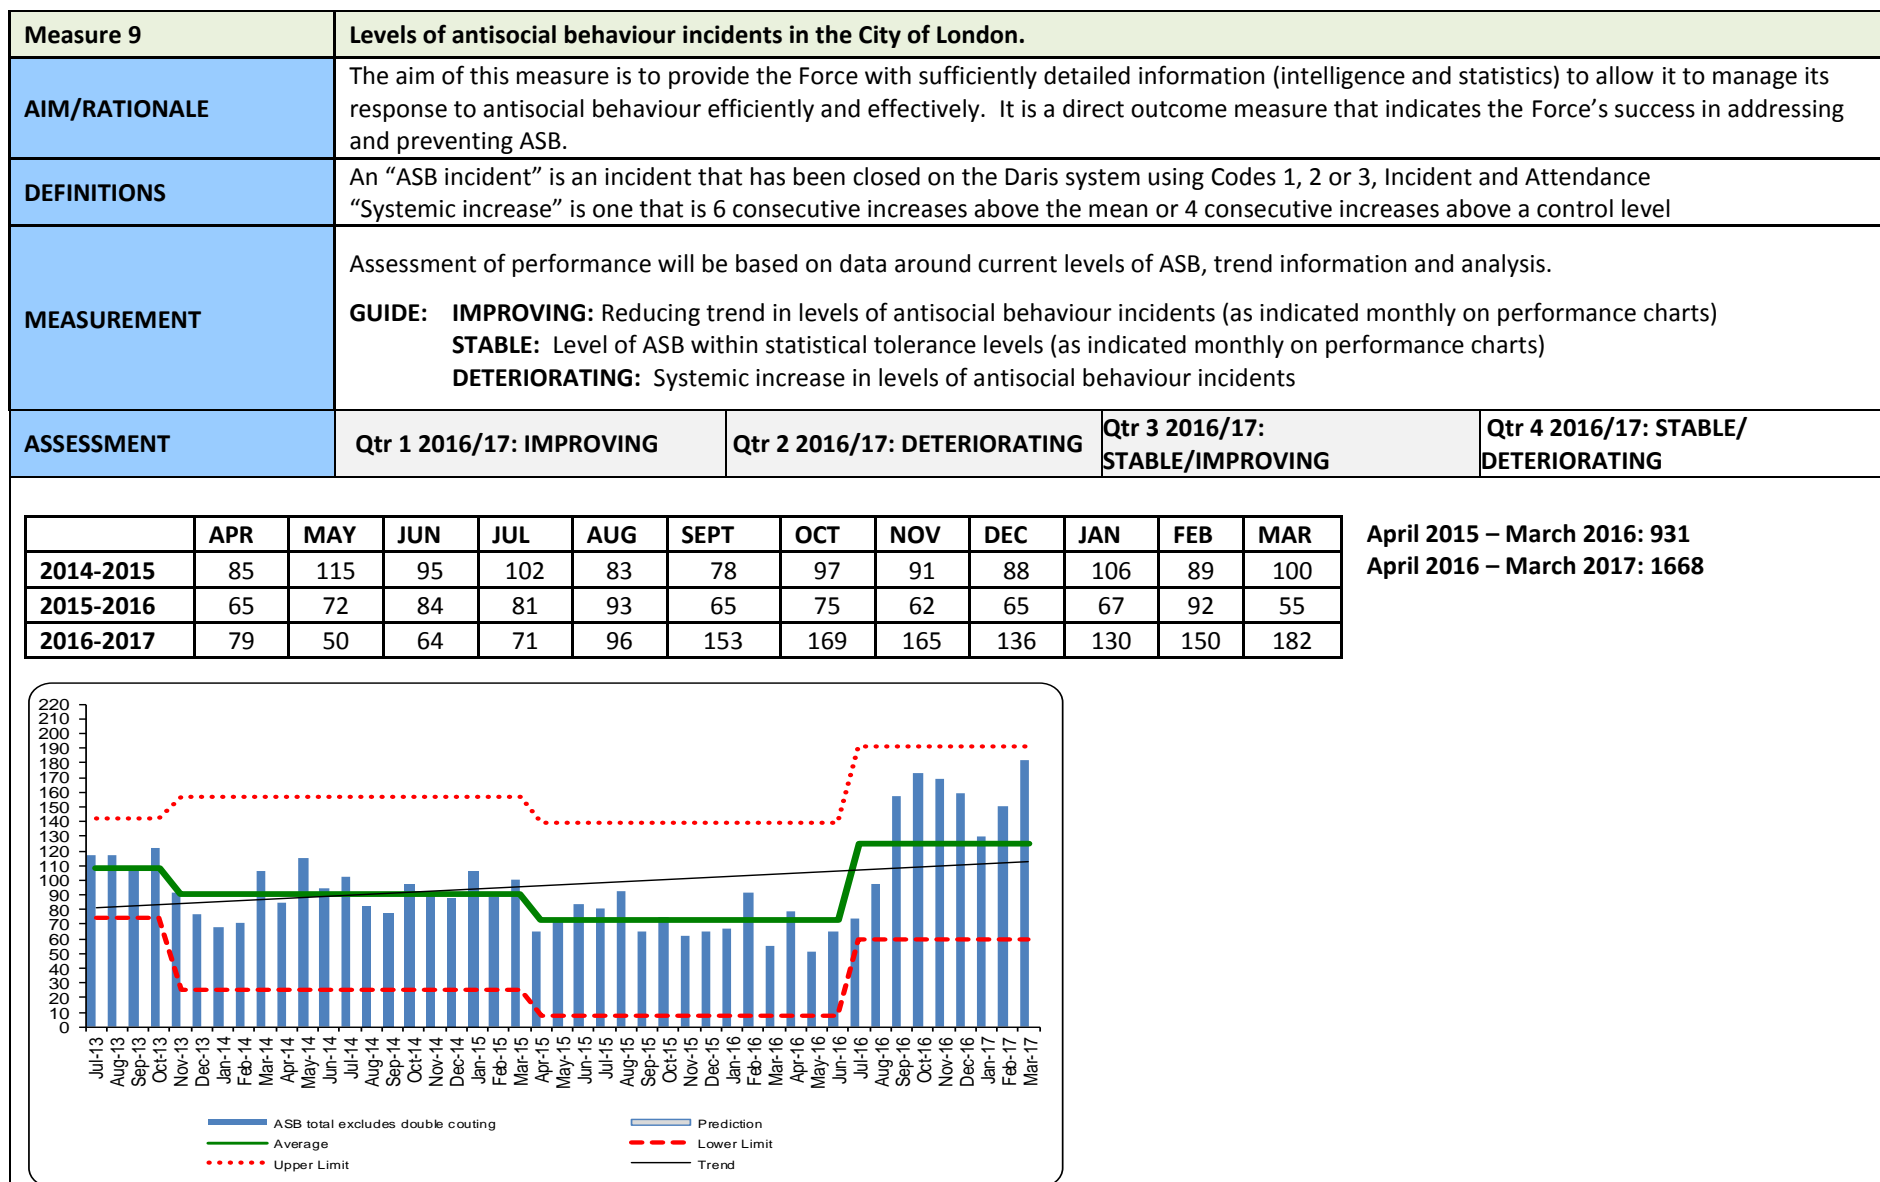 Measure 9
Levels of antisocial behaviour incidents in the City of London.
AIM/RATIONALE
The aim of this measure is to provide the Force with sufficiently detailed information (intelligence and statistics) to allow it to manage its
response to antisocial behaviour efficiently and effectively.  It is a direct outcome measure that indicates the Force's success in addressing
and preventing ASB.
DEFINITIONS
An “ASB incident” is an incident that has been closed on the Daris system using Codes 1, 2 or 3, Incident and Attendance
“Systemic increase” is one that is 6 consecutive increases above the mean or 4 consecutive increases above a control level
MEASUREMENT
Assessment of performance will be based on data around current levels of ASB, trend information and analysis.
GUIDE: IMPROVING: Reducing trend in levels of antisocial behaviour incidents (as indicated monthly on performance charts)
STABLE: Level of ASB within statistical tolerance levels (as indicated monthly on performance charts)
DETERIORATING: Systemic increase in levels of antisocial behaviour incidents
ASSESSMENT
Qtr 1 2016/17: IMPROVING
Qtr 2 2016/17: DETERIORATING
Qtr 3 2016/17:
STABLE/IMPROVING
Qtr 4 2016/17: STABLE/
DETERIORATING
APR MAY JUN JUL AUG SEPT OCT NOV DEC JAN FEB MAR
2014-2015 85 115 95 102 83 78 97 91 88 106 89 100
2015-2016 65 72 84 81 93 65 75 62 65 67 92 55
2016-2017 79 50 64 71 96 153 169 165 136 130 150 182
April 2015 – March 2016: 931
April 2016 – March 2017: 1668
220
210
200
190
180
170
160
150
140
130
120
110
100
90
80
70
60
50
40
30
20
10
0
Jul-13
Aug-13
Sep-13
Oct-13
Nov-13
Dec-13
Jan-14
Feb-14
Mar-14
Apr-14
May-14
Jun-14
Jul-14
Aug-14
Sep-14
Oct-14
Nov-14
Dec-14
Jan-15
Feb-15
Mar-15
Apr-15
May-15
Jun-15
Jul-15
Aug-15
Sep-15
Oct-15
Nov-15
Dec-15
Jan-16
Feb-16
Mar-16
Apr-16
May-16
Jun-16
Jul-16
Aug-16
Sep-16
Oct-16
Nov-16
Dec-16
Jan-17
Feb-17
Mar-17
ASB total excludes double couting
Prediction
Average
Lower Limit
Upper Limit
Trend